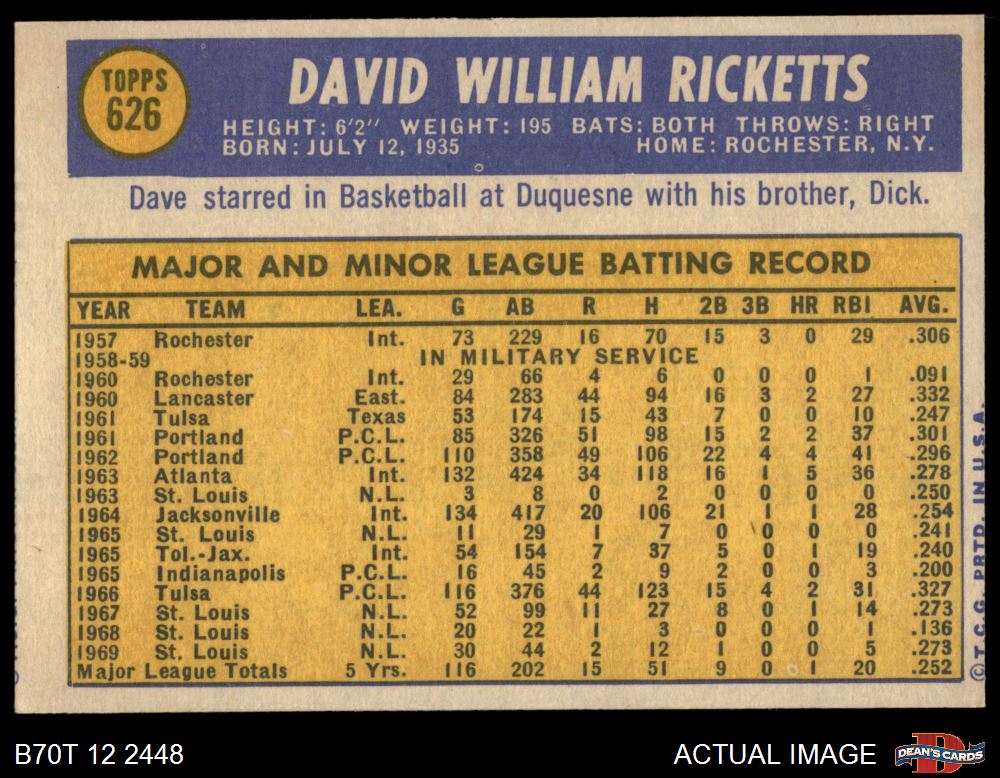 TOPPS
626
DAVID WILLIAM RICKETTS
HEIGHT: 6'2" WEIGHT: 195 BATS: BOTH THROWS: RIGHT
BORN: JULY 12, 1935 HOME: ROCHESTER, N.Y.
Dave starred in Basketball at Duquesne with his brother, Dick.
MAJOR AND MINOR LEAGUE BATTING RECORD
YEAR TEAM LEA. G AB R H 2B 3B HR RBI AVG.
1957 Rochester Int. 73 229 16 70 15 3 0 29 .306
1958-59 IN MILITARY SERVICE
1960 Rochester Int. 29 66 4 6 0 0 0 1 .091
1960 Lancaster East. 84 283 44 94 16 3 2 27 .332
1961 Tulsa Texas 53 174 15 43 7 0 0 10 .247
1961 Portland P.C.L. 85 326 51 98 15 2 2 37 .301
1962 Portland P.C.L. 110 358 49 106 22 4 4 41 .296
1963 Atlanta Int. 132 424 34 118 16 1 5 36 .278
1963 St. Louis N.L. 3 8 0 2 0 0 0 0 .250
1964 Jacksonville Int. 134 417 20 106 21 1 1 28 .254
1965 St. Louis N.L. 11 29 1 7 0 0 0 0 .241
1965 Tol.-Jax. Int. 54 154 7 37 5 0 1 19 .240
1965 Indianapolis P.C.L. 16 45 2 9 2 0 0 3 .200
1966 Tulsa P.C.L. 116 376 44 123 15 4 2 31 .327
1967 St. Louis N.L. 52 99 11 27 8 0 1 14 .273
1968 St. Louis N.L. 20 22 1 3 0 0 0 1 .136
1969 St. Louis N.L. 30 44 2 12 1 0 0 5 .273
Major League Totals 5 Yrs. 116 202 15 51 9 0 1 20 .252
© T.C.G. PRTD. IN U.S.A.
B70T 12 2448
ACTUAL IMAGE
DEAN'S CARDS